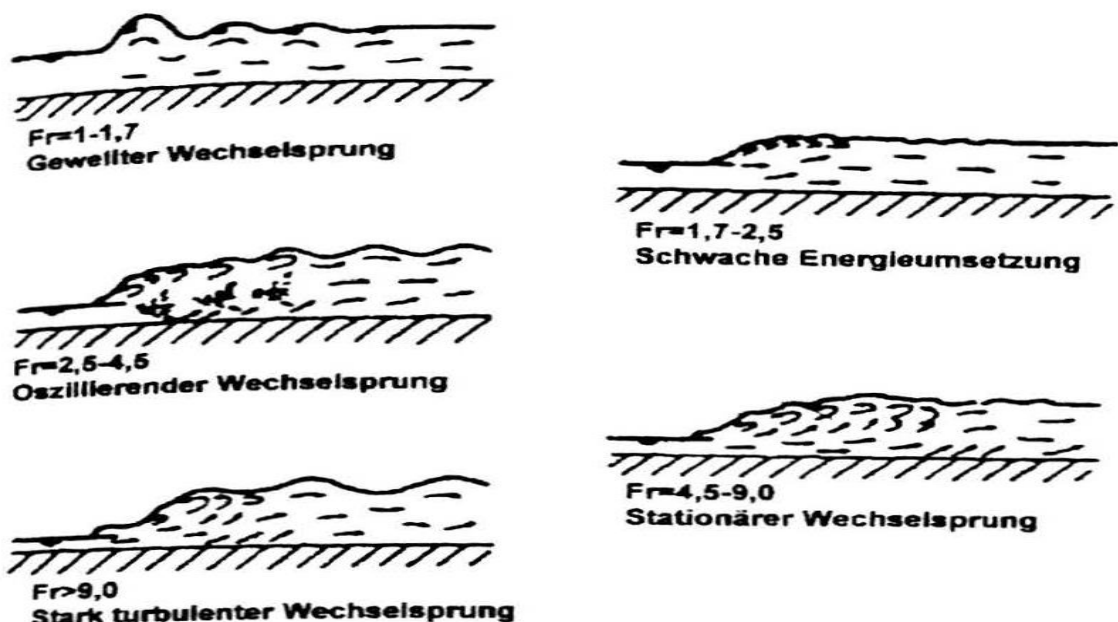 Fr=1-1,7
Gewellter Wechselsprung
Fr=1,7-2,5
Schwache Energieumsetzung
Fr=2,5-4,5
Oszillierender Wechselsprung
Fr=4,5-9,0
Stationärer Wechselsprung
Fr>9,0
Stark turbulenter Wechselsprung